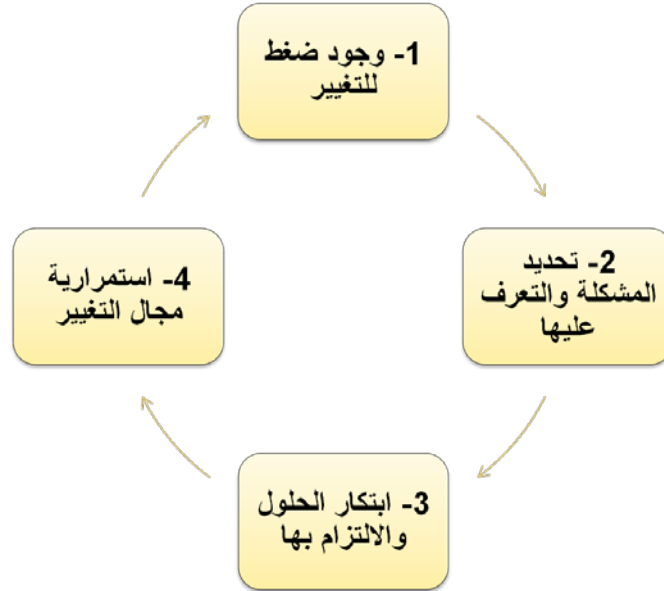 1- وجود ضغط
للتغيير
2- تحديد
المشكلة والتعرف
عليها
3- ابتكار الحلول
والالتزام بها
4- استمرارية
مجال التغيير